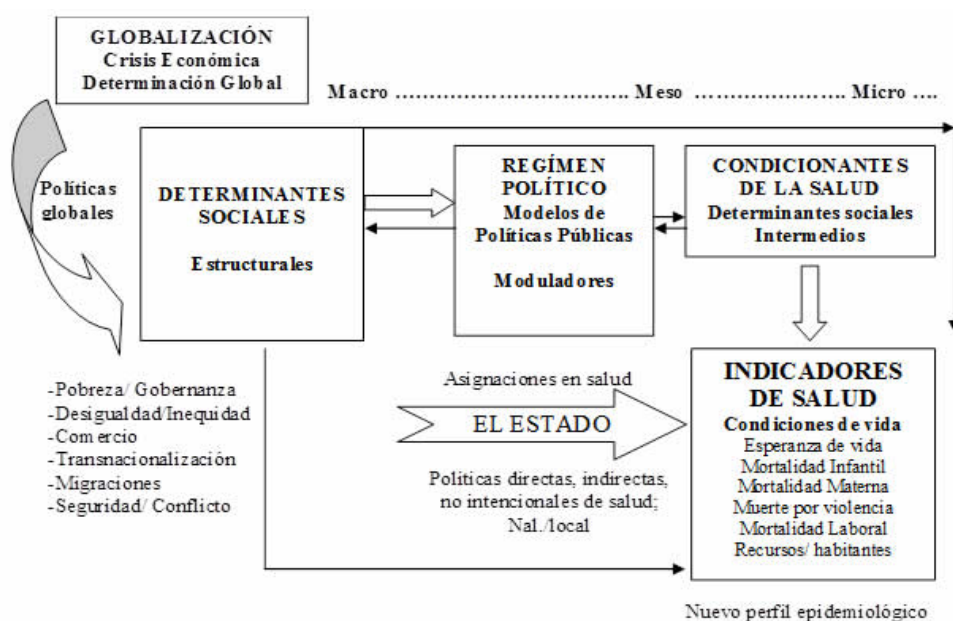 GLOBALIZACIÓN
Crisis Económica
Determinación Global
Macro ................................. Meso ...................... Micro ....
Políticas
globales
DETERMINANTES
SOCIALES
Estructurales
REGÍMEN
POLÍTICO
Modelos de
Políticas Públicas
Moduladores
CONDICIONANTES
DE LA SALUD
Determinantes sociales
Intermedios
-Pobreza/ Gobernanza
-Desigualdad/Inequidad
-Comercio
-Transnacionalización
-Migraciones
-Seguridad/ Conflicto
Asignaciones en salud
EL ESTADO
Políticas directas, indirectas,
no intencionales de salud;
Nal./local
INDICADORES
DE SALUD
Condiciones de vida
Esperanza de vida
Mortalidad Infantil
Mortalidad Materna
Muerte por violencia
Mortalidad Laboral
Recursos/ habitantes
Nuevo perfil epidemiológico